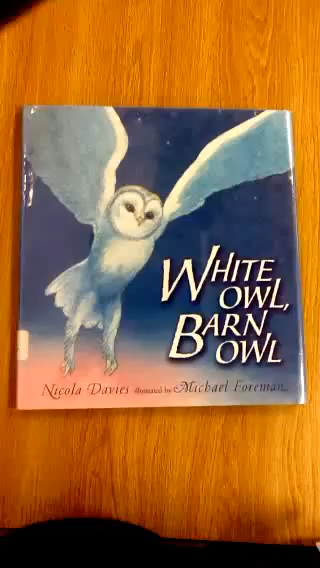 WHITE
OWL,
BARN
OWL
Nicola Davies illustrated by Michael Foreman